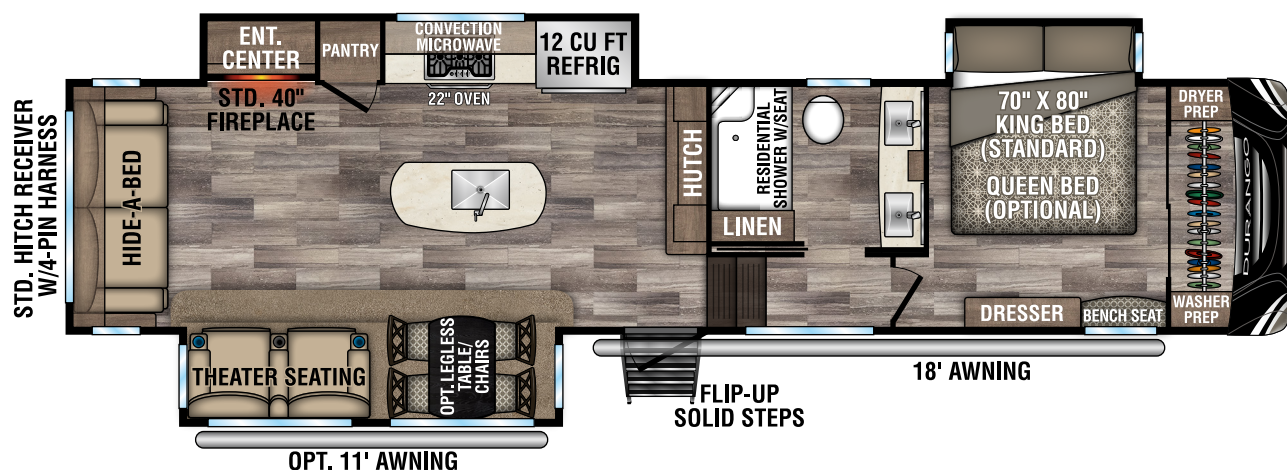 ENT.
CENTER
PANTRY
CONVECTION
MICROWAVE
12 CU FT
REFRIG
STD. 40"
FIREPLACE
22" OVEN
STD. HITCH RECEIVER
W/4-PIN HARNESS
HIDE-A-BED
HUTCH
RESIDENTIAL
SHOWER W/SEAT
LINEN
70" X 80"
KING BED
(STANDARD)
QUEEN BED
(OPTIONAL)
DRYER
PREP
DURANGO
DRESSER
BENCH SEAT
WASHER
PREP
THEATER SEATING
OPT. LEGLESS
TABLE/
CHAIRS
FLIP-UP
SOLID STEPS
18' AWNING
OPT. 11' AWNING